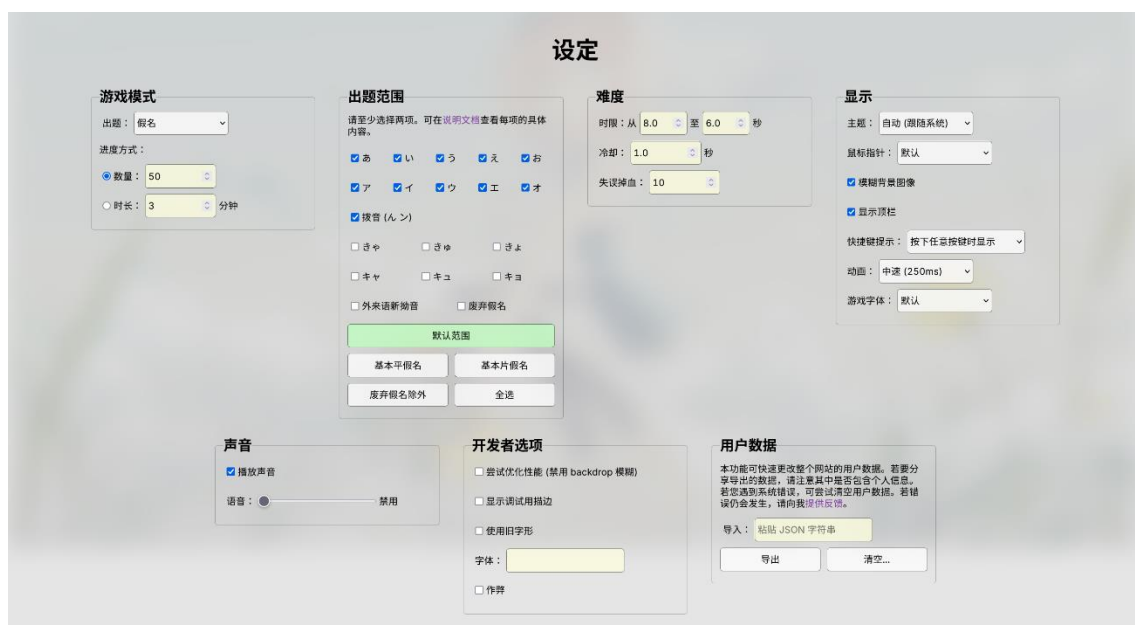 设定
游戏模式
出题： 假名
进度方式：
数量： 50
时长： 3 分钟
出题范围
请至少选择两项。可在说明文档查看每项的具体
内容。
あ い う え お
ア イ ウ エ オ
拨音 (ん ン)
きゃ きゅ きょ
キャ キュ キョ
外来语新拗音 废弃假名
默认范围
基本平假名 基本片假名
废弃假名除外 全选
难度
时限：从 8.0 至 6.0 秒
冷却： 1.0 秒
失误掉血： 10
显示
主题： 自动 (跟随系统)
鼠标指针： 默认
模糊背景图像
显示顶栏
快捷键提示： 按下任意按键时显示
动画： 中速 (250ms)
游戏字体： 默认
声音
播放声音
语音： 禁用
开发者选项
尝试优化性能 (禁用 backdrop 模糊)
显示调试用描边
使用旧字形
字体：
作弊
用户数据
本功能可快速更改整个网站的用户数据。若要分
享导出的数据，请注意其中是否包含个人信息。
若您遇到系统错误，可尝试清空用户数据。若错
误仍会发生，请向我提供反馈。
导入： 粘贴 JSON 字符串
导出 清空...